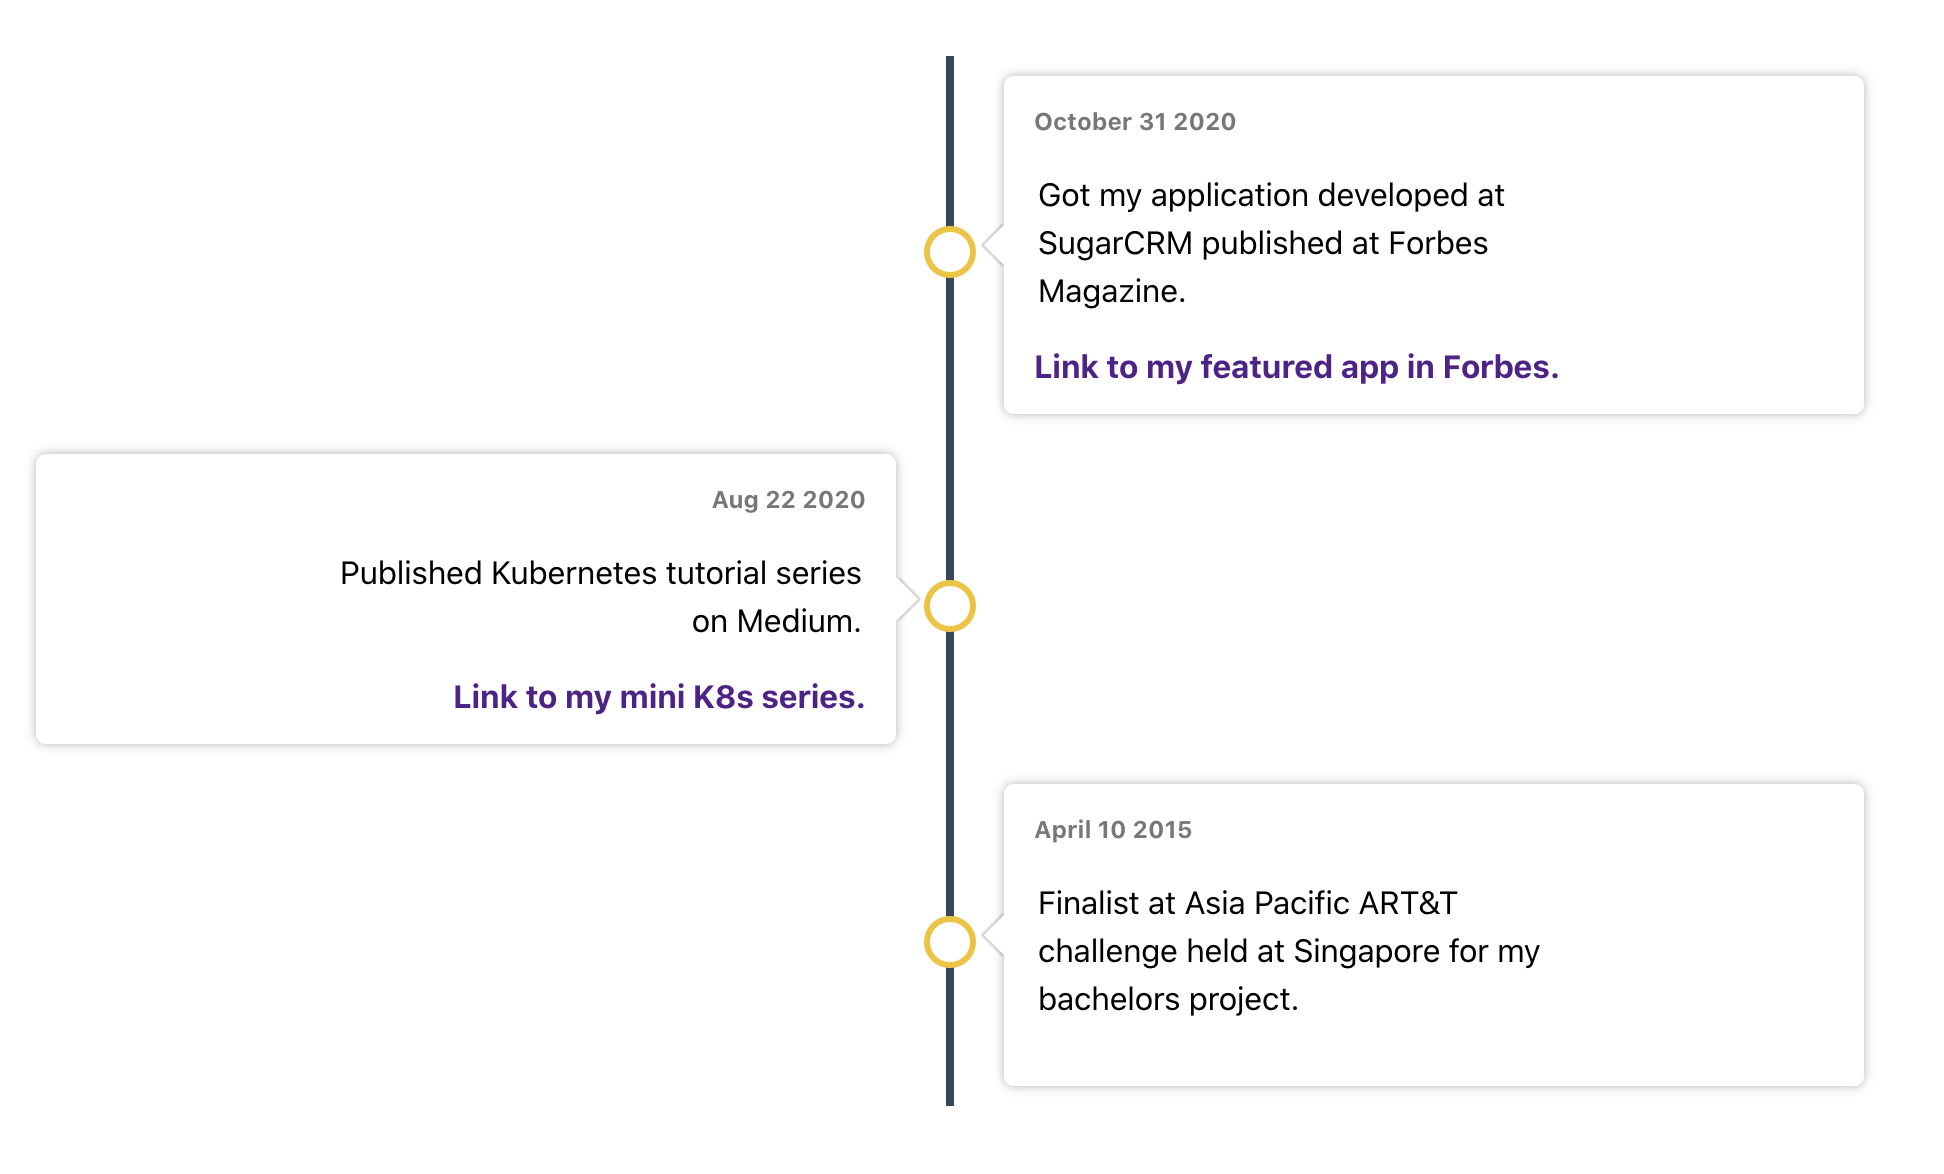 October 31 2020
Got my application developed at
SugarCRM published at Forbes
Magazine.
Link to my featured app in Forbes.
Aug 22 2020
Published Kubernetes tutorial series
on Medium.
Link to my mini K8s series.
April 10 2015
Finalist at Asia Pacific ART&T
challenge held at Singapore for my
bachelors project.